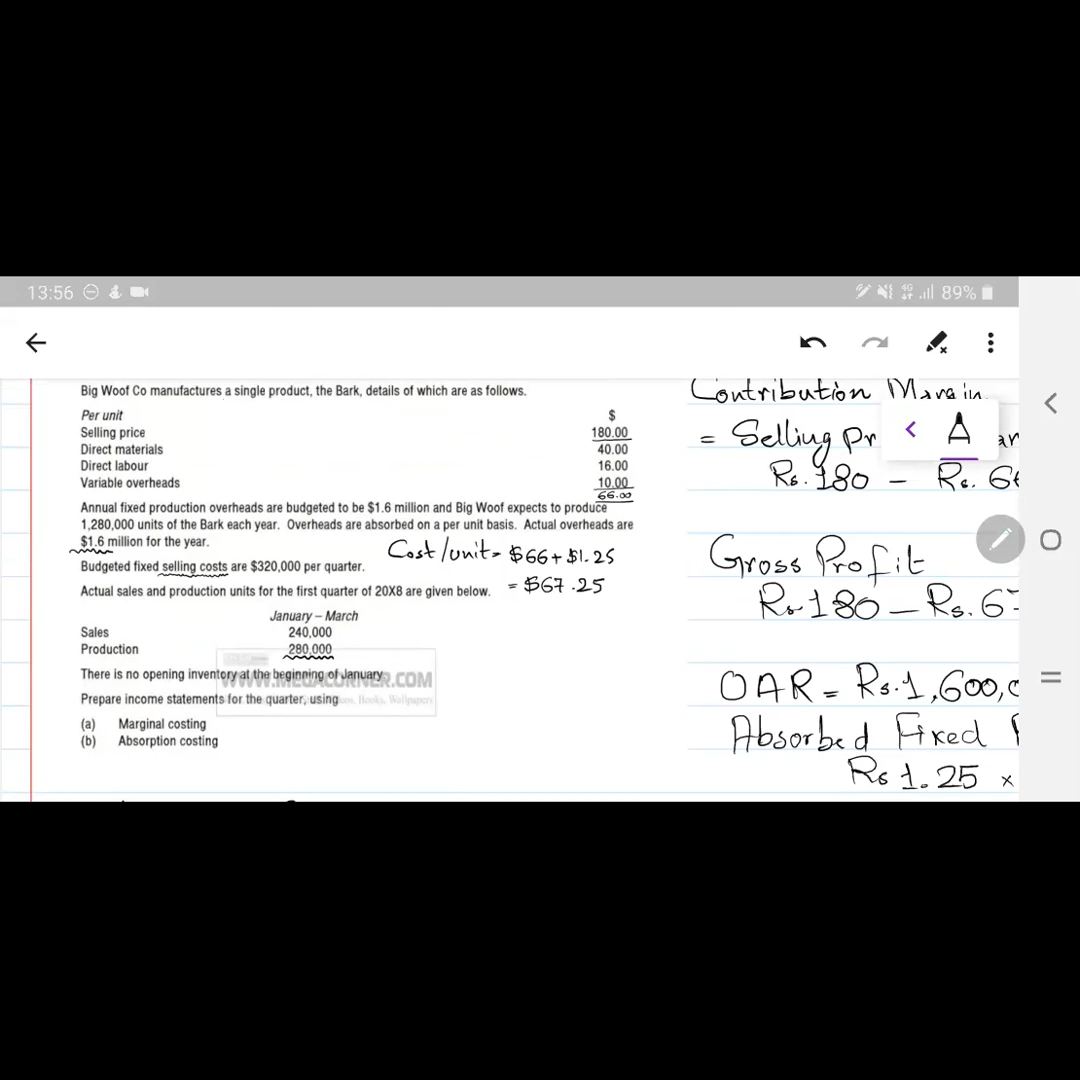 13:56
4G 89%
Big Woof Co manufactures a single product, the Bark, details of which are as follows.
Per unit $
Selling price 180.00
Direct materials 40.00
Direct labour 16.00
Variable overheads 10.00
66.00
Annual fixed production overheads are budgeted to be $1.6 million and Big Woof expects to produce
1,280,000 units of the Bark each year. Overheads are absorbed on a per unit basis. Actual overheads are
$1.6 million for the year.
Cost/unit = $66 + $1.25
Budgeted fixed selling costs are $320,000 per quarter.
= $67.25
Actual sales and production units for the first quarter of 20X8 are given below.
January – March
Sales 240,000
Production 280,000
There is no opening inventory at the beginning of January.
WWW.MEGACORNER.COM
Prepare income statements for the quarter, using
Books, Wallpapers
(a) Marginal costing
(b) Absorption costing
Contribution Margin
= Selling Pr
Rs. 180 – Rs. 6
Gross Profit
Rs 180 – Rs. 6
OAR = Rs. 1,600,
Absorbed Fixed
Rs 1.25 ×